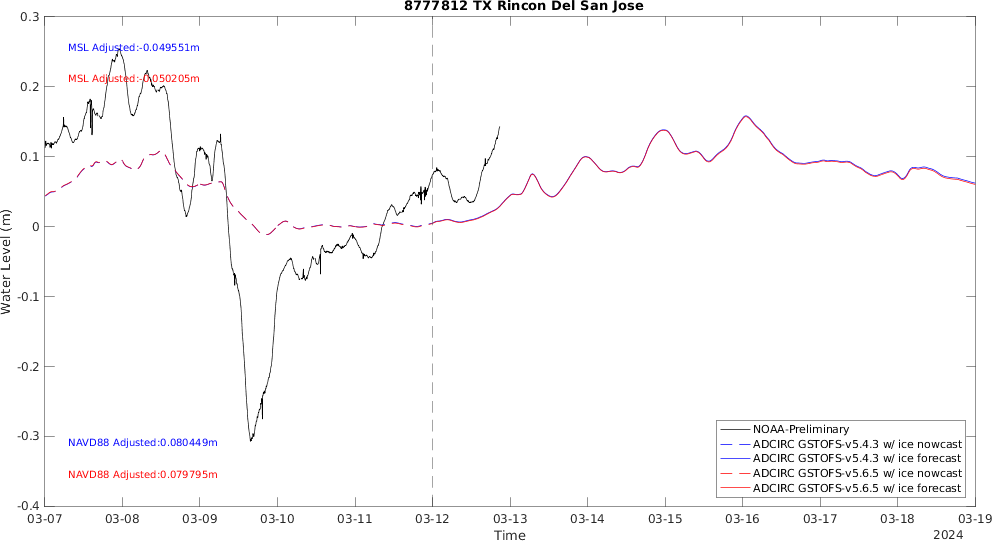 8777812 TX Rincon Del San Jose
0.3
0.2
0.1
0
-0.1
-0.2
-0.3
-0.4
Water Level (m)
MSL Adjusted:-0.049551m
MSL Adjusted:-0.050205m
NAVD88 Adjusted:0.080449m
NAVD88 Adjusted:0.079795m
NOAA-Preliminary
ADCIRC GSTOFS-v5.4.3 w/ ice nowcast
ADCIRC GSTOFS-v5.4.3 w/ ice forecast
ADCIRC GSTOFS-v5.6.5 w/ ice nowcast
ADCIRC GSTOFS-v5.6.5 w/ ice forecast
03-07 03-08 03-09 03-10 03-11 03-12 03-13 03-14 03-15 03-16 03-17 03-18 03-19
Time
2024